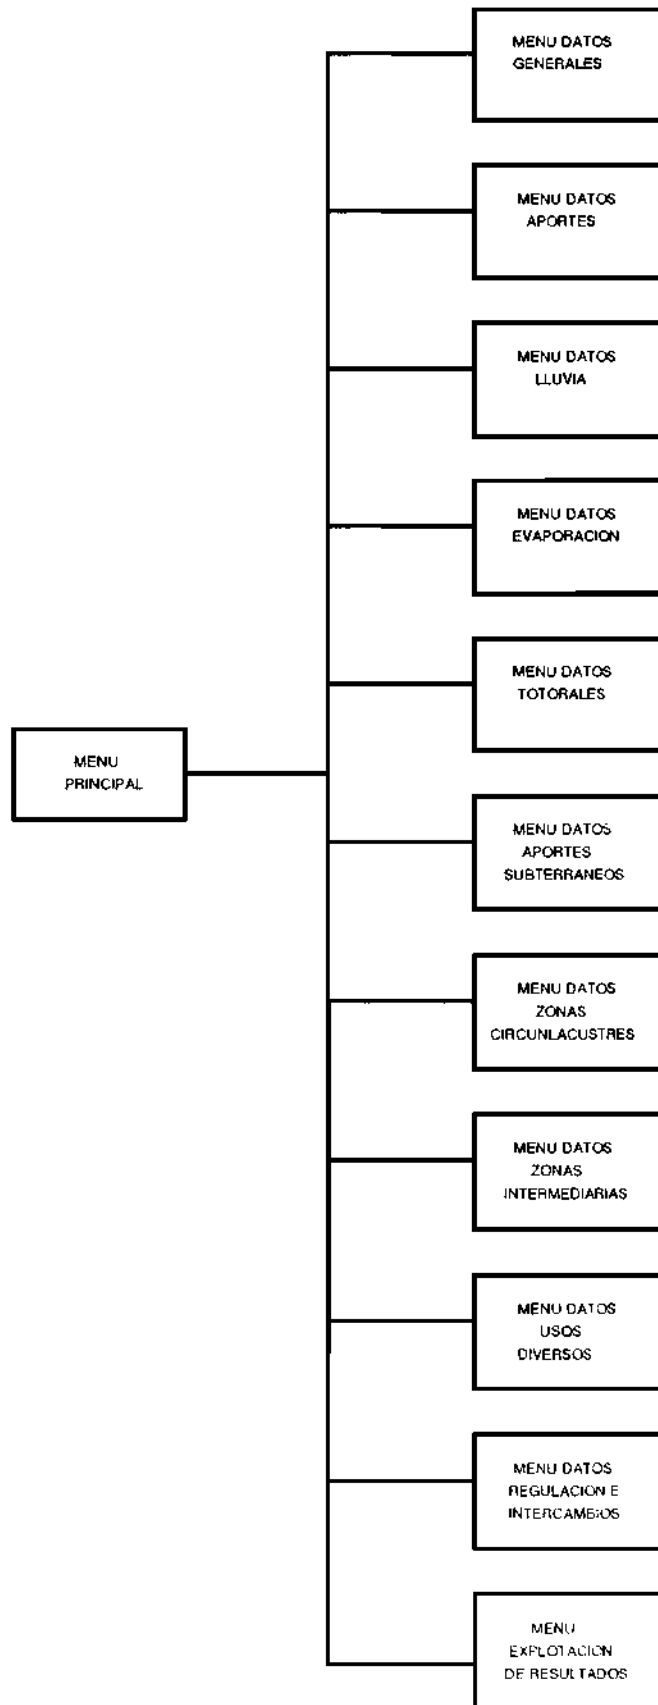 MENU DATOS
GENERALES
MENU DATOS
APORTES
MENU DATOS
LLUVIA
MENU DATOS
EVAPORACION
MENU DATOS
TOTORALES
MENU
PRINCIPAL
MENU DATOS
APORTES
SUBTERRANEOS
MENU DATOS
ZONAS
CIRCUNLACUSTRES
MENU DATOS
ZONAS
INTERMEDIARIAS
MENU DATOS
USOS
DIVERSOS
MENU DATOS
REGULACION E
INTERCAMBIOS
MENU
EXPLOTACION
DE RESULTADOS